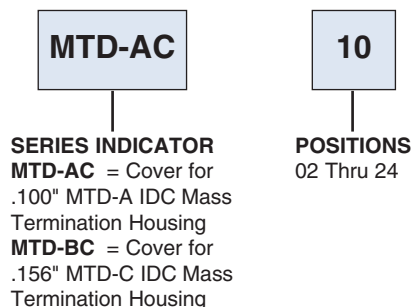 MTD-AC
10
SERIES INDICATOR
MTD-AC = Cover for
.100" MTD-A IDC Mass
Termination Housing
MTD-BC = Cover for
.156" MTD-C IDC Mass
Termination Housing
POSITIONS
02 Thru 24